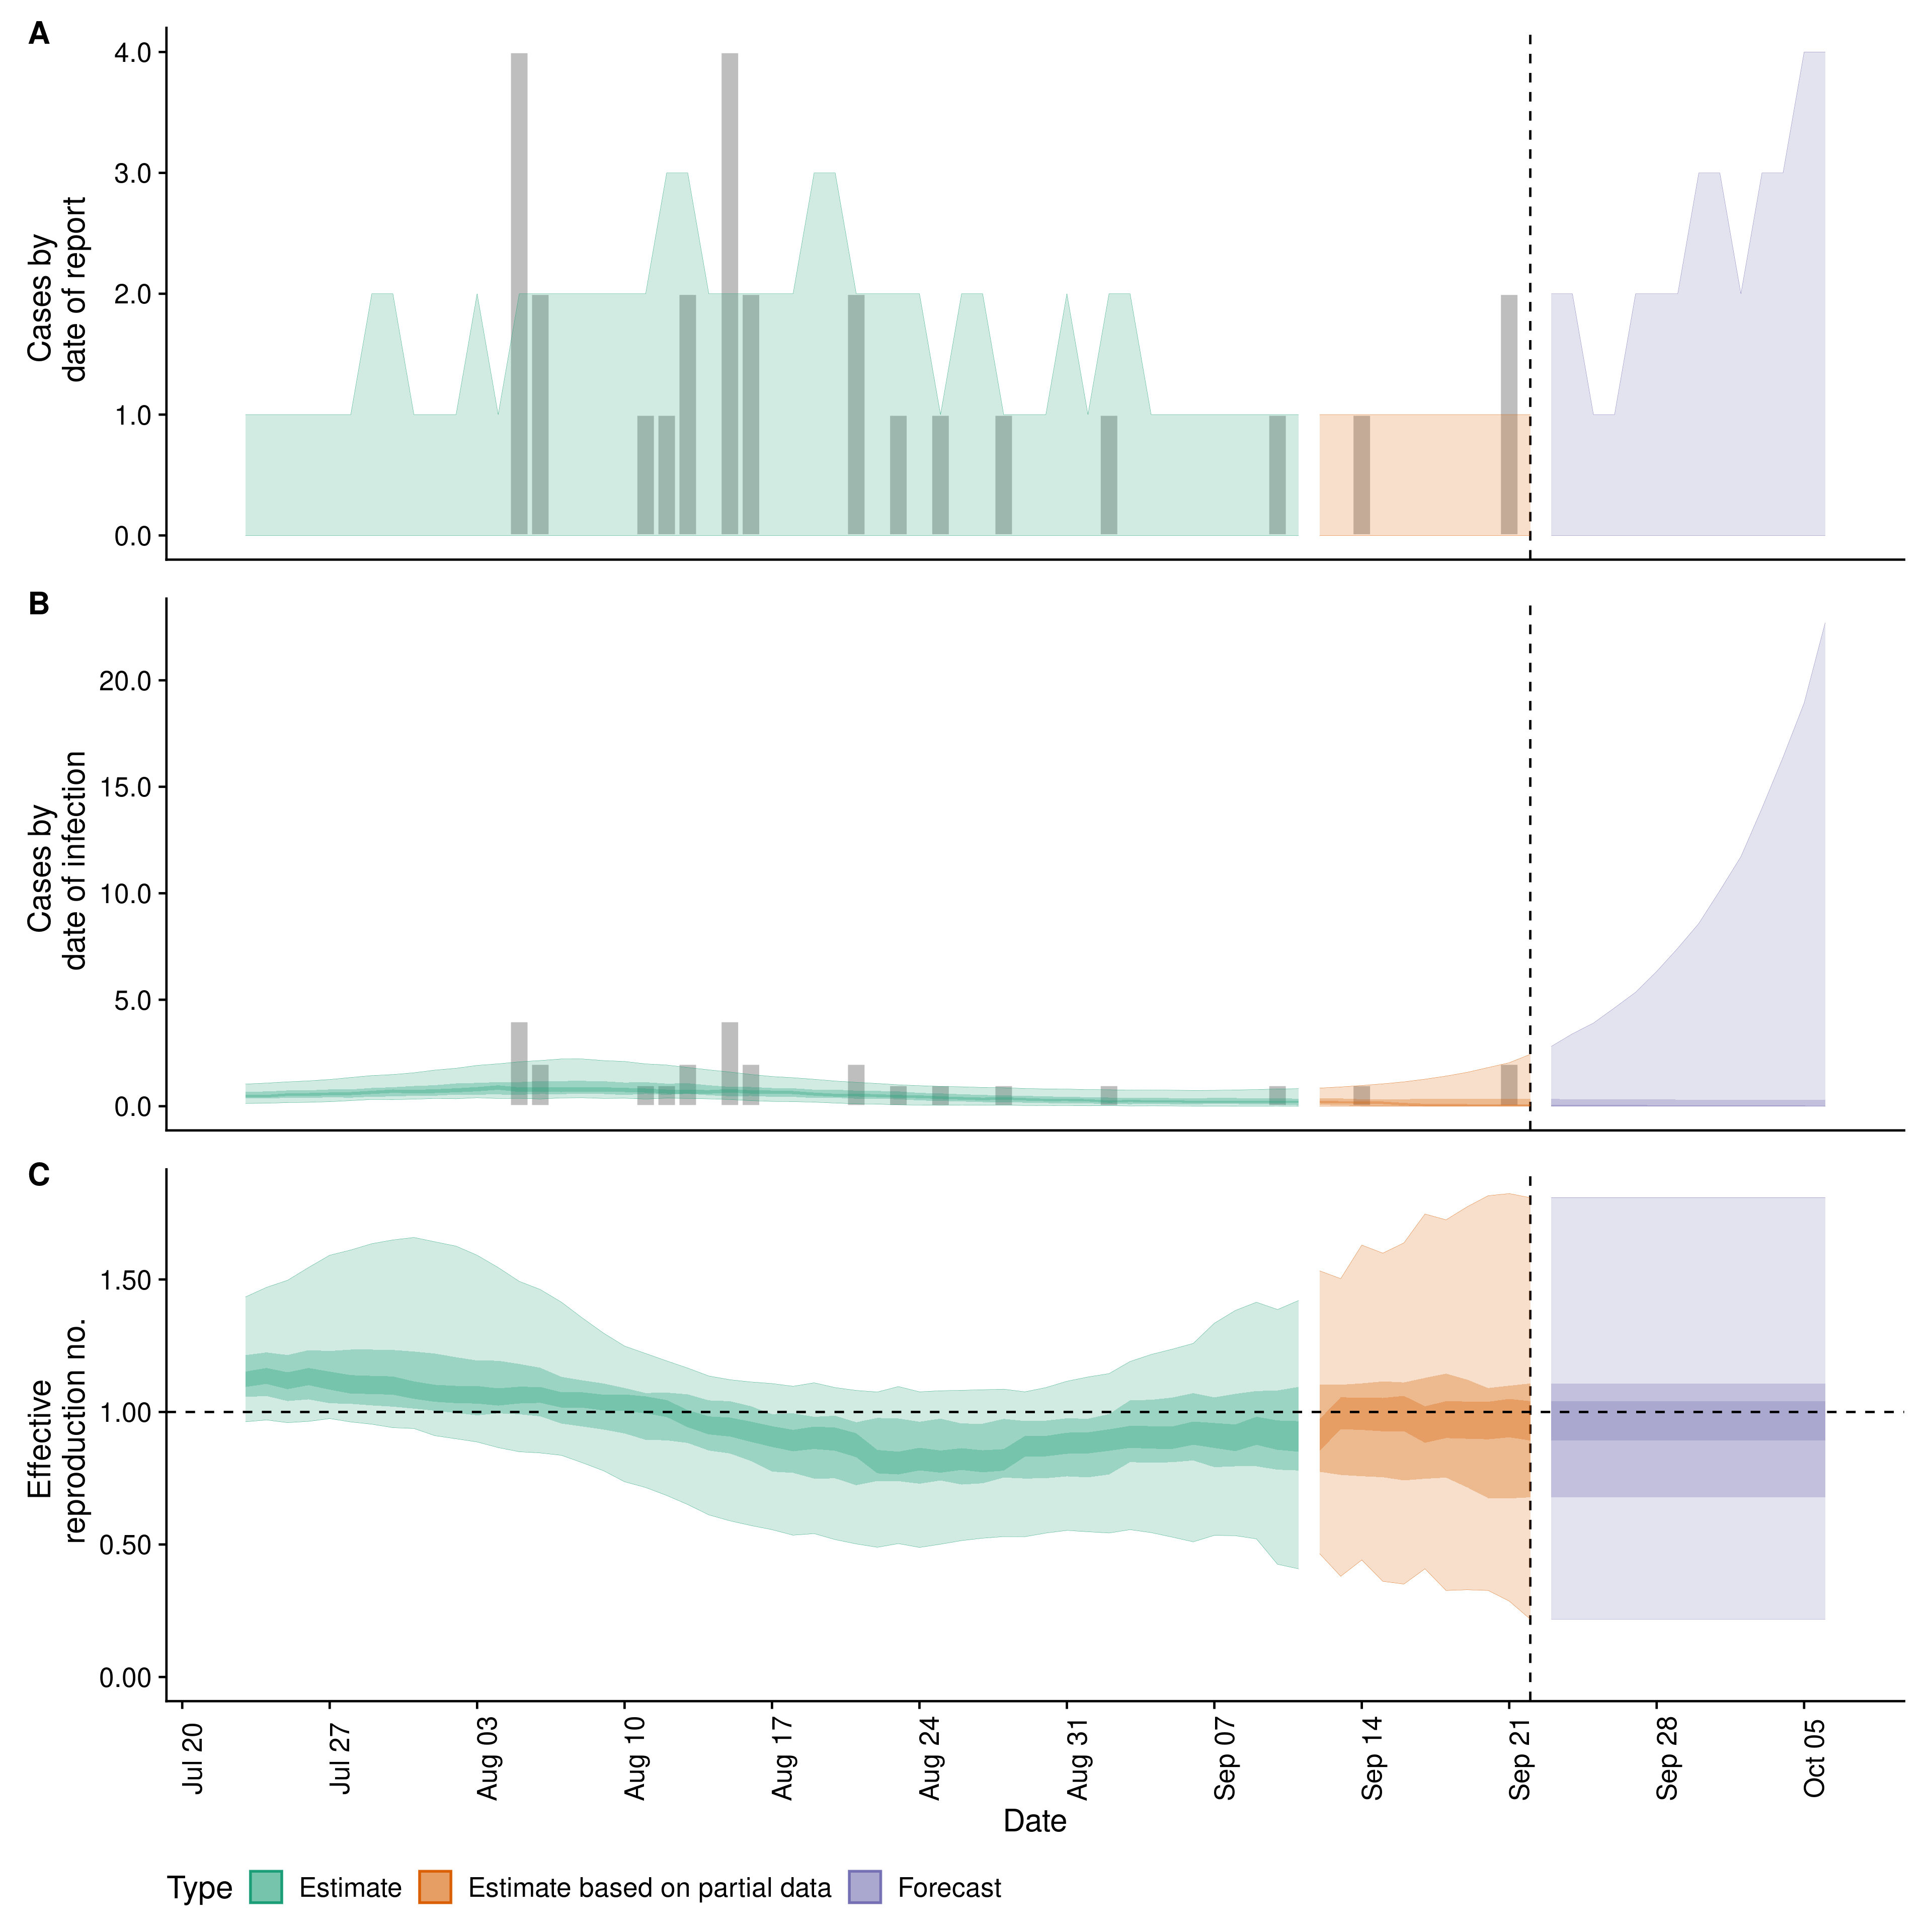 A
4.0
3.0
2.0
1.0
0.0
Cases by
date of report
B
20.0
15.0
10.0
5.0
0.0
Cases by
date of infection
C
1.50
1.00
0.50
0.00
Effective
reproduction no.
Jul 20
Jul 27
Aug 03
Aug 10
Aug 17
Aug 24
Aug 31
Sep 07
Sep 14
Sep 21
Sep 28
Oct 05
Date
Type
Estimate
Estimate based on partial data
Forecast